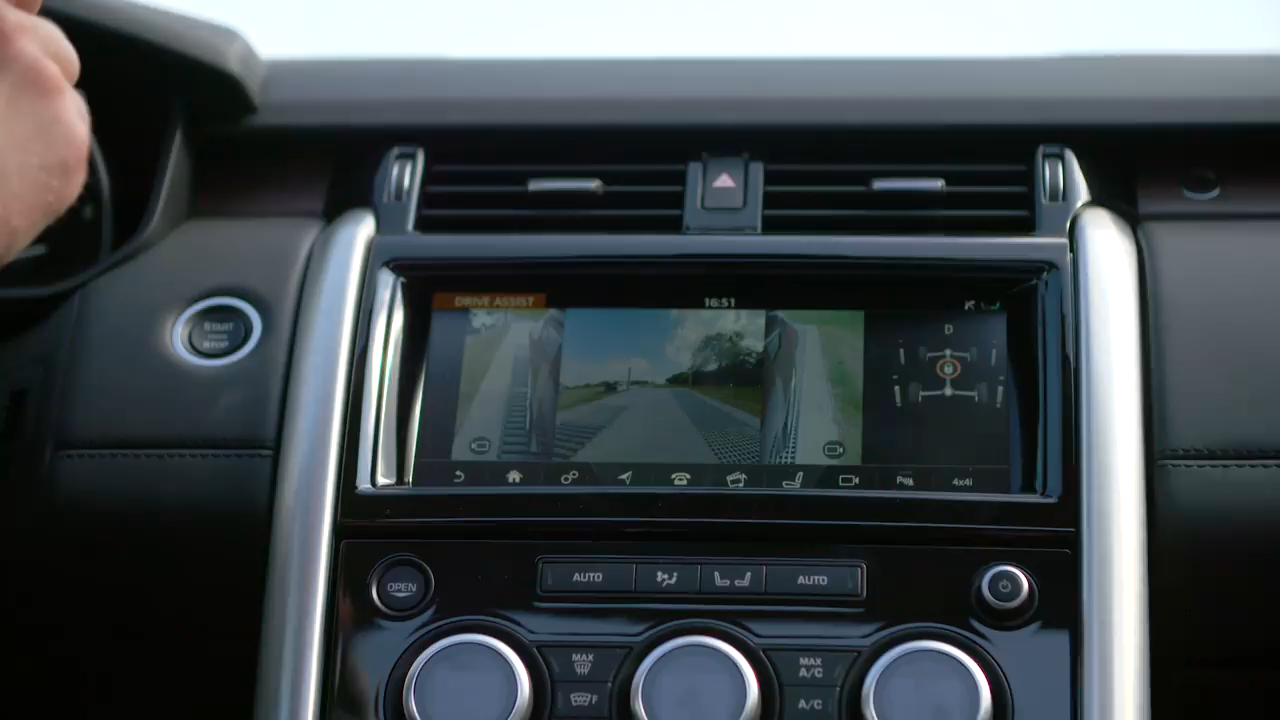 DRIVE ASSIST
16:51
D
START
STOP
4x4i
OPEN
AUTO
AUTO
MAX
MAX
A/C
F
A/C